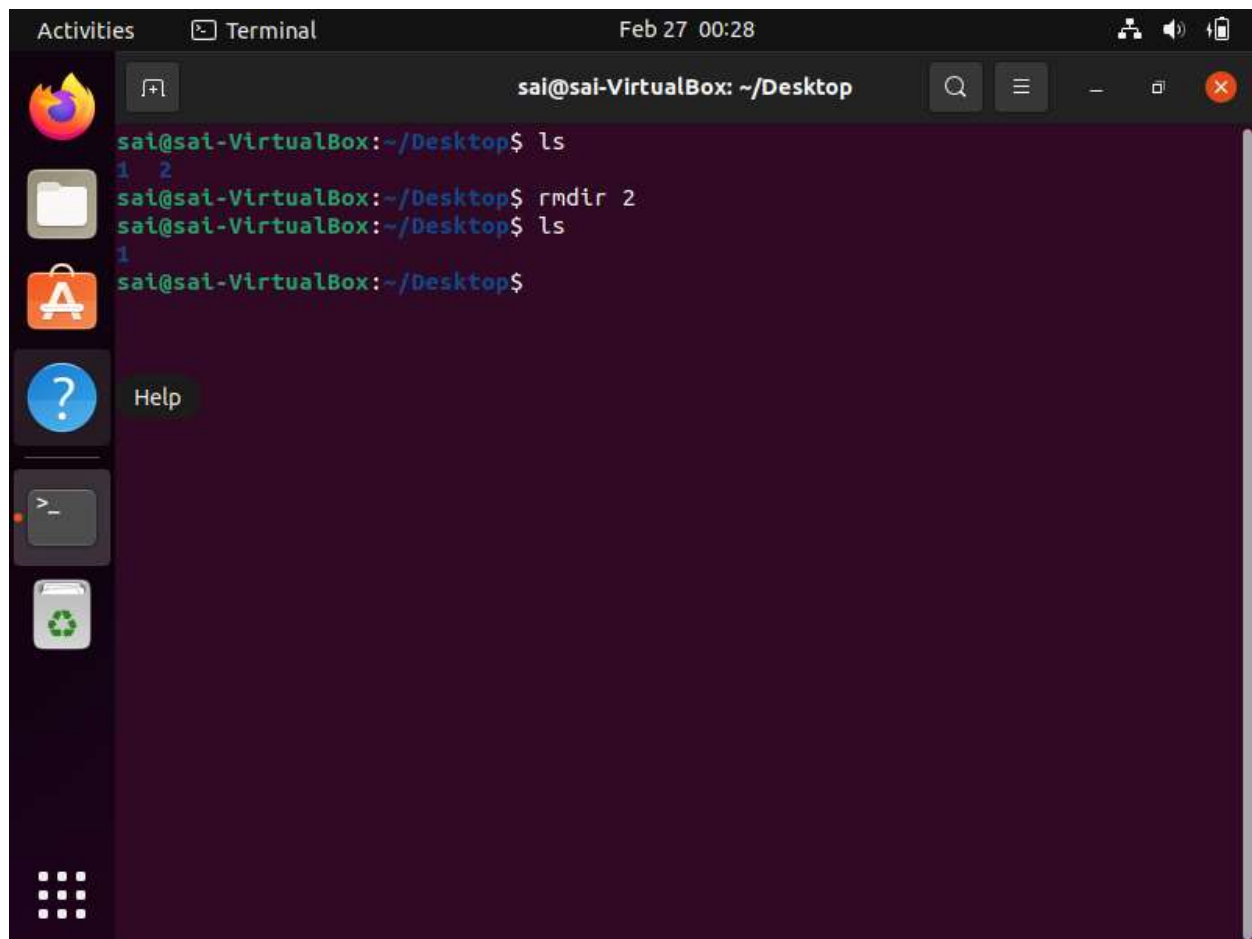 Activities Terminal Feb 27 00:28
sai@sai-VirtualBox: ~/Desktop
sai@sai-VirtualBox:~/Desktop$ ls
1 2
sai@sai-VirtualBox:~/Desktop$ rmdir 2
sai@sai-VirtualBox:~/Desktop$ ls
1
sai@sai-VirtualBox:~/Desktop$
Help